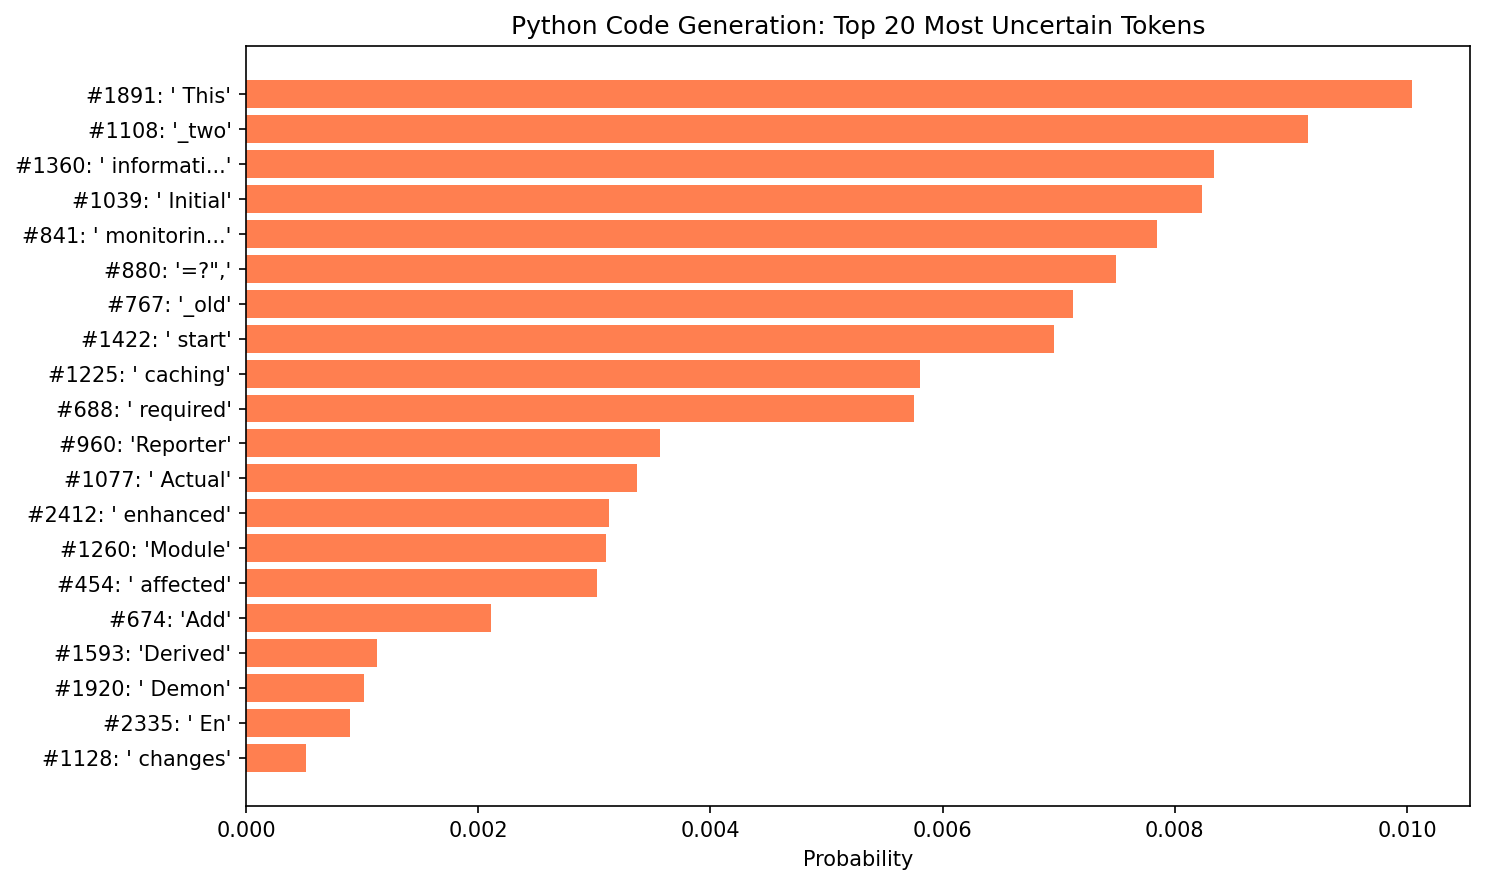 Python Code Generation: Top 20 Most Uncertain Tokens
#1891: ' This'
#1108: '_two'
#1360: ' informati...'
#1039: ' Initial'
#841: ' monitorin...'
#880: '=?",'
#767: '_old'
#1422: ' start'
#1225: ' caching'
#688: ' required'
#960: 'Reporter'
#1077: ' Actual'
#2412: ' enhanced'
#1260: 'Module'
#454: ' affected'
#674: 'Add'
#1593: 'Derived'
#1920: ' Demon'
#2335: ' En'
#1128: ' changes'
0.000 0.002 0.004 0.006 0.008 0.010
Probability